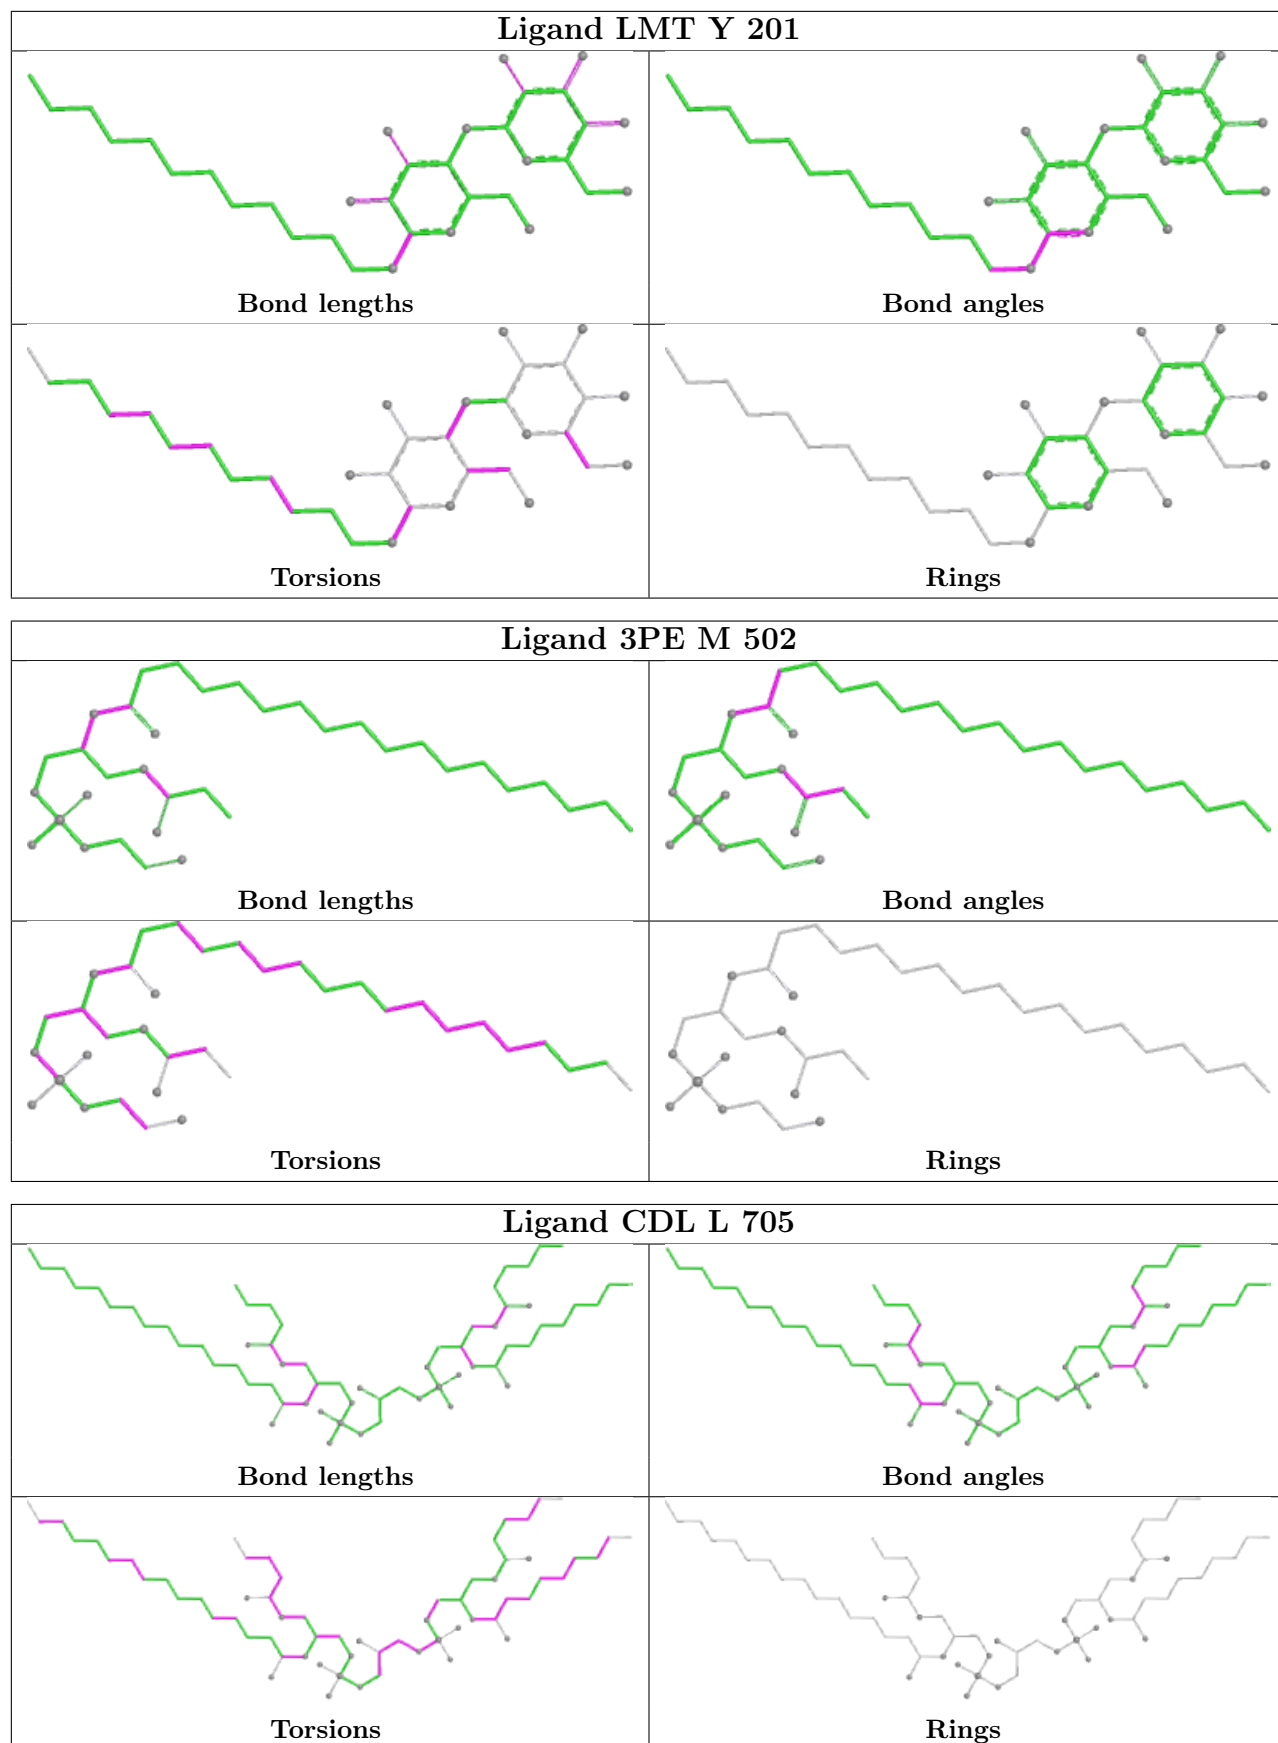 Ligand LMT Y 201
Bond lengths
Bond angles
Torsions
Rings
Ligand 3PE M 502
Bond lengths
Bond angles
Torsions
Rings
Ligand CDL L 705
Bond lengths
Bond angles
Torsions
Rings